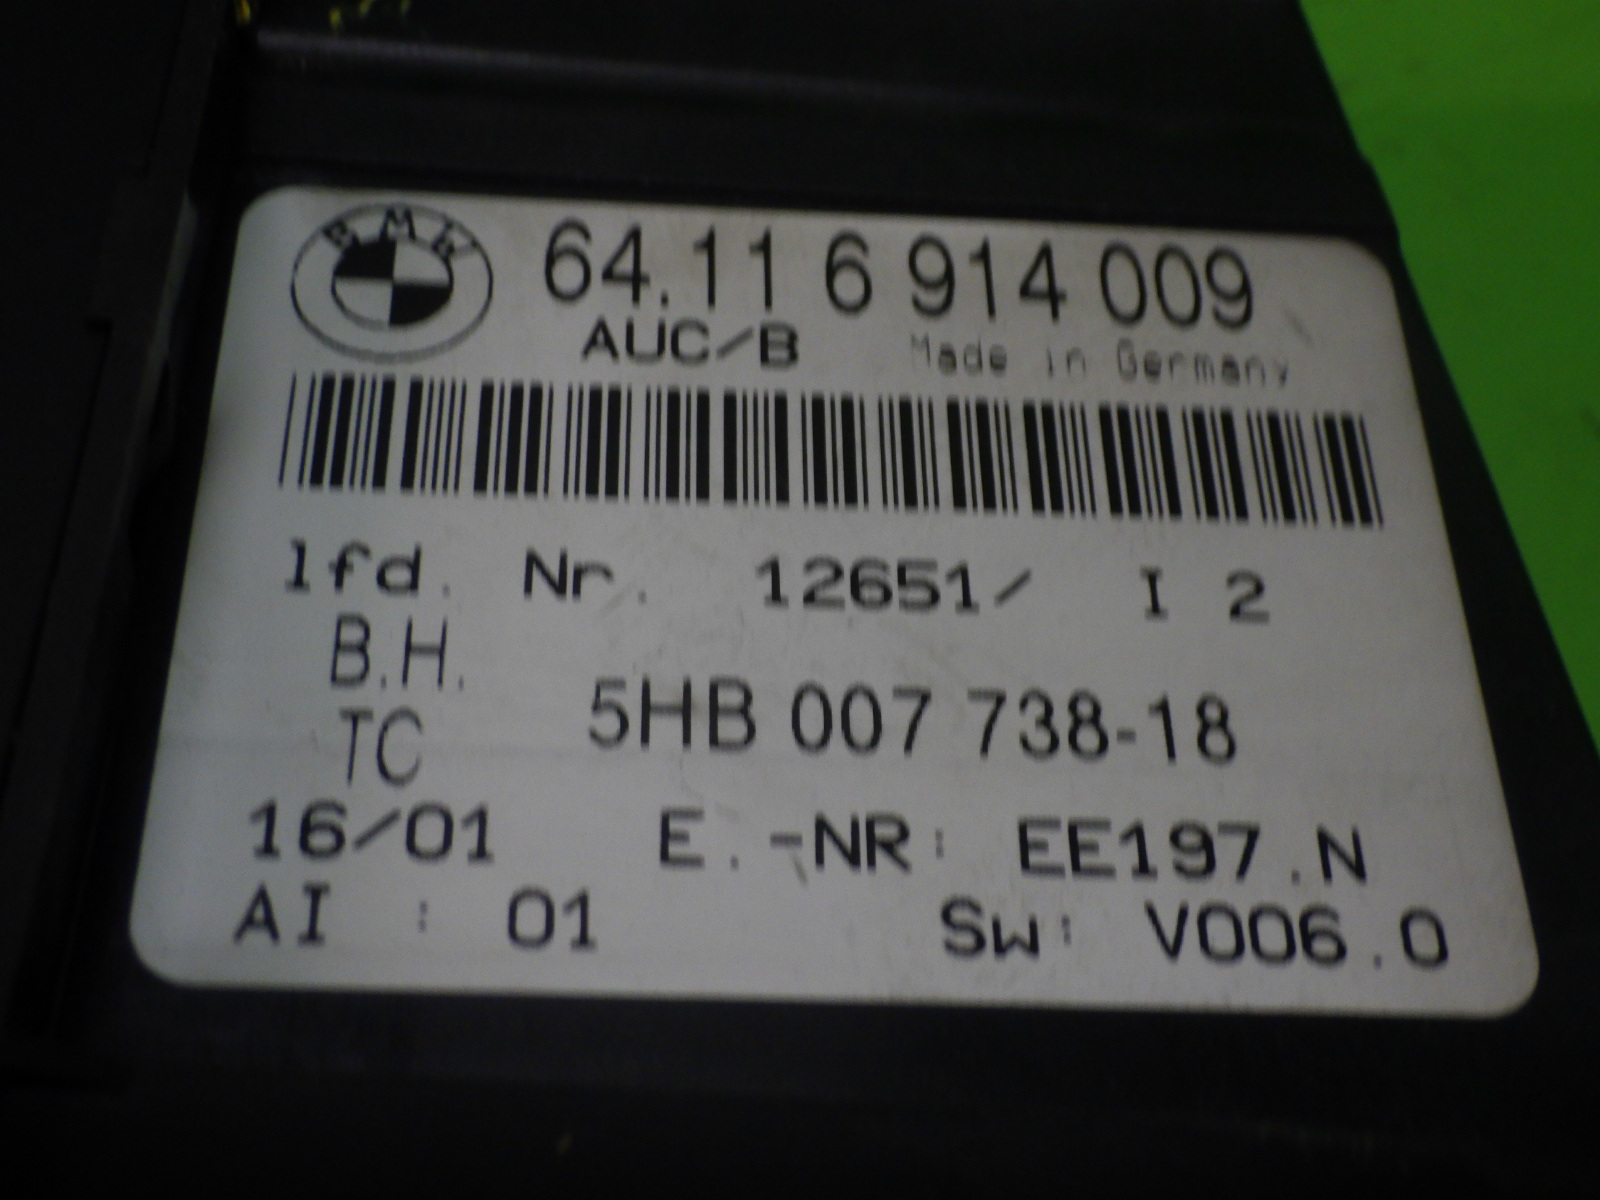 BMW
64.11 6 914 009
AUC/B Made in Germany
lfd. Nr. 12651/ I 2
B.H.
TC 5HB 007 738-18
16/01 E.-NR: EE197.N
AI : 01 Sw: V006.0